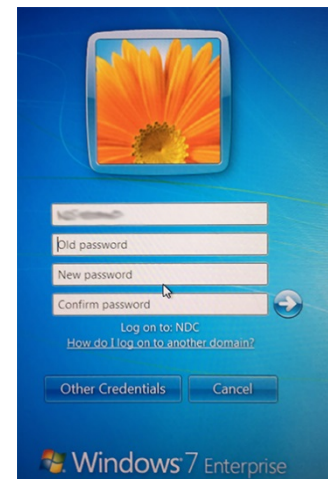 Old password
New password
Confirm password
Log on to: NDC
How do I log on to another domain?
Other Credentials
Cancel
Windows 7 Enterprise